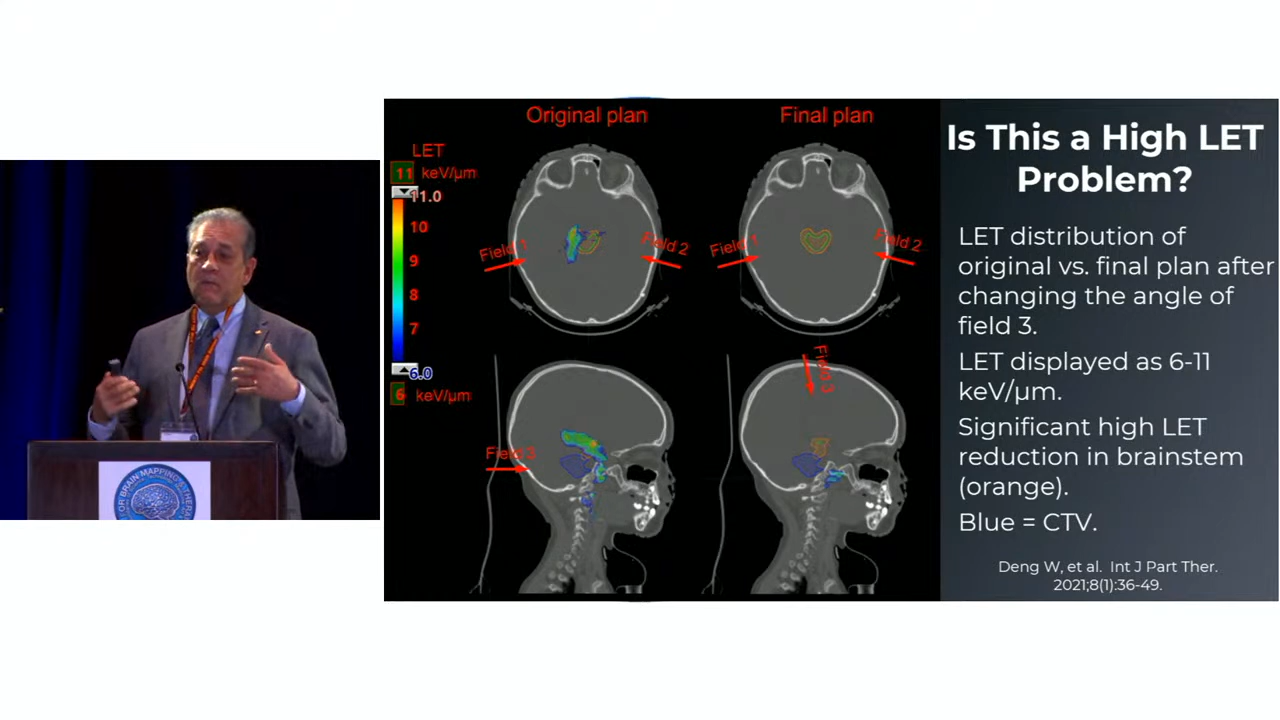 Original plan
Final plan
LET
11 keV/µm
11.0
10
9
8
7
6.0
6 keV/µm
Field 1
Field 2
Field 1
Field 2
Field 3
Field 3
Is This a High LET
Problem?
LET distribution of
original vs. final plan after
changing the angle of
field 3.
LET displayed as 6-11
keV/µm.
Significant high LET
reduction in brainstem
(orange).
Blue = CTV.
Deng W, et al. Int J Part Ther.
2021;8(1):36-49.
OR BRAIN MAPPING & THERA